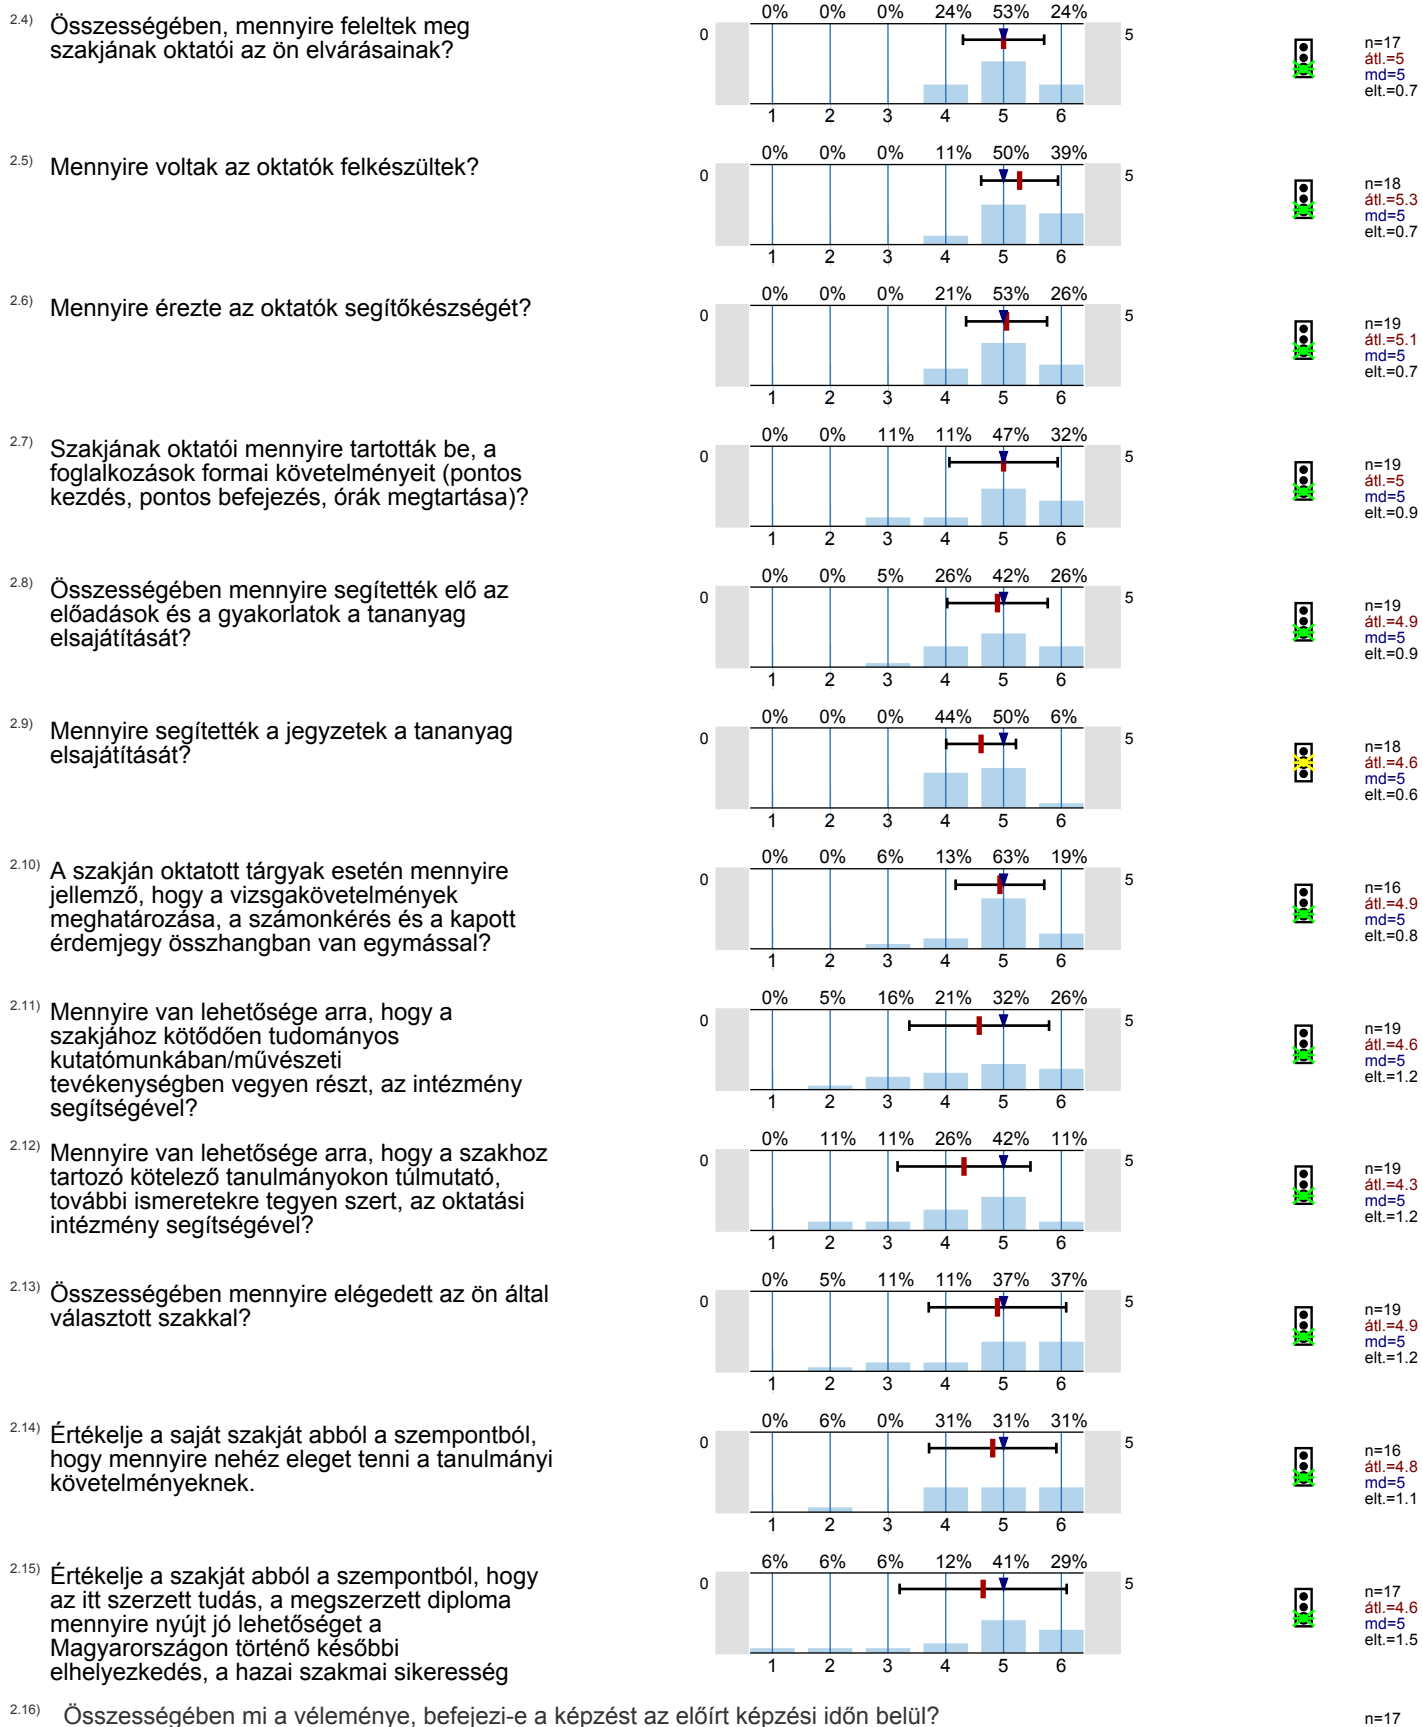 2.4) Összességében, mennyire feleltek meg
szakjának oktatói az ön elvárásainak?
0% 0% 0% 24% 53% 24%
0 5
1 2 3 4 5 6
n=17
átl.=5
md=5
elt.=0.7
2.5) Mennyire voltak az oktatók felkészültek?
0% 0% 0% 11% 50% 39%
0 5
1 2 3 4 5 6
n=18
átl.=5.3
md=5
elt.=0.7
2.6) Mennyire érezte az oktatók segítőkészségét?
0% 0% 0% 21% 53% 26%
0 5
1 2 3 4 5 6
n=19
átl.=5.1
md=5
elt.=0.7
2.7) Szakjának oktatói mennyire tartották be, a
foglalkozások formai követelményeit (pontos
kezdés, pontos befejezés, órák megtartása)?
0% 0% 11% 11% 47% 32%
0 5
1 2 3 4 5 6
n=19
átl.=5
md=5
elt.=0.9
2.8) Összességében mennyire segítették elő az
előadások és a gyakorlatok a tananyag
elsajátítását?
0% 0% 5% 26% 42% 26%
0 5
1 2 3 4 5 6
n=19
átl.=4.9
md=5
elt.=0.9
2.9) Mennyire segítették a jegyzetek a tananyag
elsajátítását?
0% 0% 0% 44% 50% 6%
0 5
1 2 3 4 5 6
n=18
átl.=4.6
md=5
elt.=0.6
2.10) A szakján oktatott tárgyak esetén mennyire
jellemző, hogy a vizsgakövetelmények
meghatározása, a számonkérés és a kapott
érdemjegy összhangban van egymással?
0% 0% 6% 13% 63% 19%
0 5
1 2 3 4 5 6
n=16
átl.=4.9
md=5
elt.=0.8
2.11) Mennyire van lehetősége arra, hogy a
szakjához kötődően tudományos
kutatómunkában/művészeti
tevékenységben vegyen részt, az intézmény
segítségével?
0% 5% 16% 21% 32% 26%
0 5
1 2 3 4 5 6
n=19
átl.=4.6
md=5
elt.=1.2
2.12) Mennyire van lehetősége arra, hogy a szakhoz
tartozó kötelező tanulmányokon túlmutató,
további ismeretekre tegyen szert, az oktatási
intézmény segítségével?
0% 11% 11% 26% 42% 11%
0 5
1 2 3 4 5 6
n=19
átl.=4.3
md=5
elt.=1.2
2.13) Összességében mennyire elégedett az ön által
választott szakkal?
0% 5% 11% 11% 37% 37%
0 5
1 2 3 4 5 6
n=19
átl.=4.9
md=5
elt.=1.2
2.14) Értékelje a saját szakját abból a szempontból,
hogy mennyire nehéz eleget tenni a tanulmányi
követelményeknek.
0% 6% 0% 31% 31% 31%
0 5
1 2 3 4 5 6
n=16
átl.=4.8
md=5
elt.=1.1
2.15) Értékelje a szakját abból a szempontból, hogy
az itt szerzett tudás, a megszerzett diploma
mennyire nyújt jó lehetőséget a
Magyarországon történő későbbi
elhelyezkedés, a hazai szakmai sikeresség
6% 6% 6% 12% 41% 29%
0 5
1 2 3 4 5 6
n=17
átl.=4.6
md=5
elt.=1.5
2.16) Összességében mi a véleménye, befejezi-e a képzést az előírt képzési időn belül?
n=17